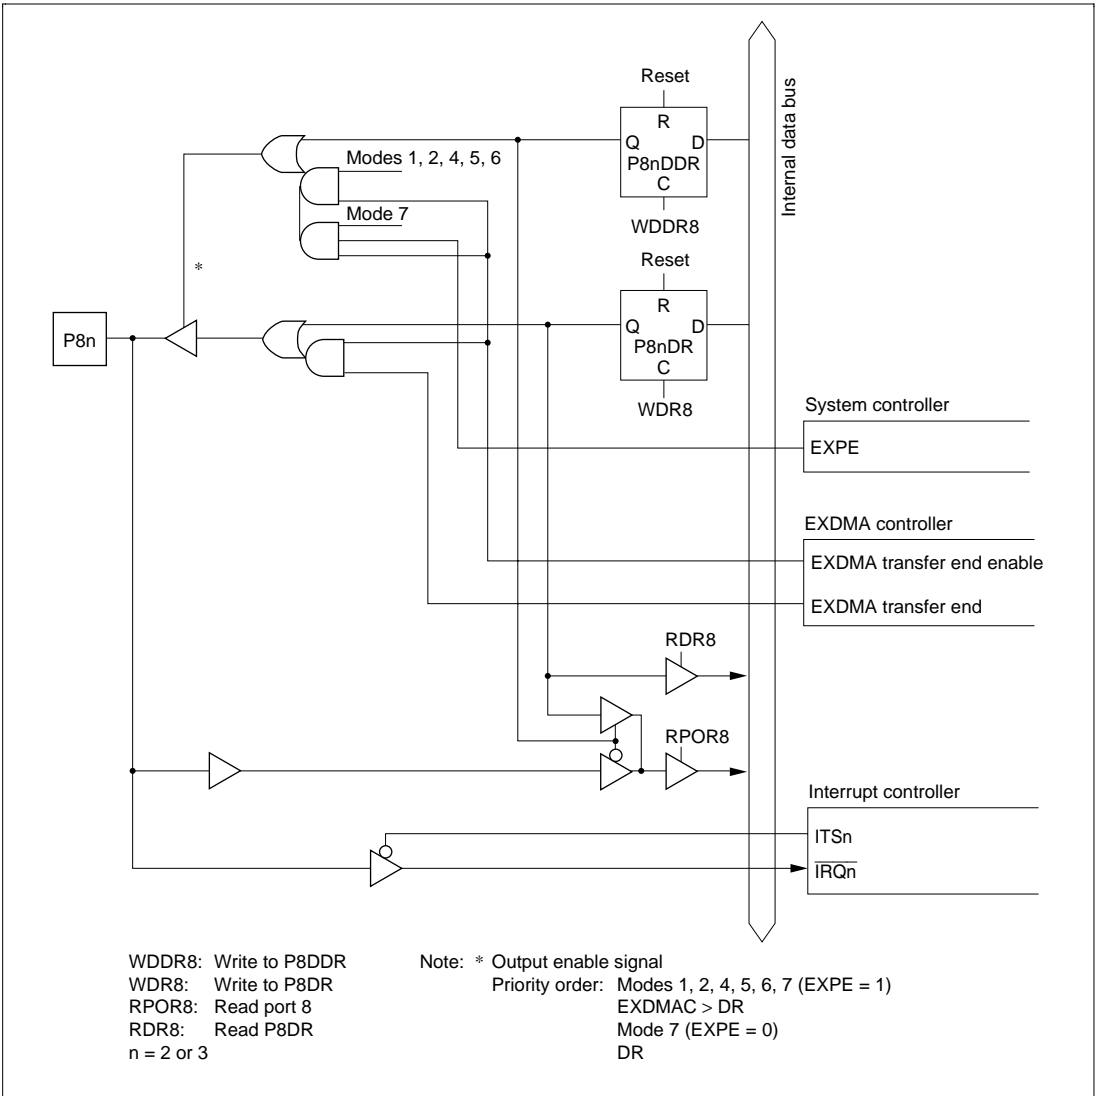 Reset
R
Q D
P8nDDR
C
WDDR8
Internal data bus
Modes 1, 2, 4, 5, 6
Mode 7
*
Reset
R
Q D
P8nDR
C
WDR8
P8n
System controller
EXPE
EXDMA controller
EXDMA transfer end enable
EXDMA transfer end
RDR8
RPOR8
Interrupt controller
ITSn
IRQn
WDDR8: Write to P8DDR
WDR8: Write to P8DR
RPOR8: Read port 8
RDR8: Read P8DR
n = 2 or 3
Note: * Output enable signal
Priority order: Modes 1, 2, 4, 5, 6, 7 (EXPE = 1)
EXDMAC > DR
Mode 7 (EXPE = 0)
DR